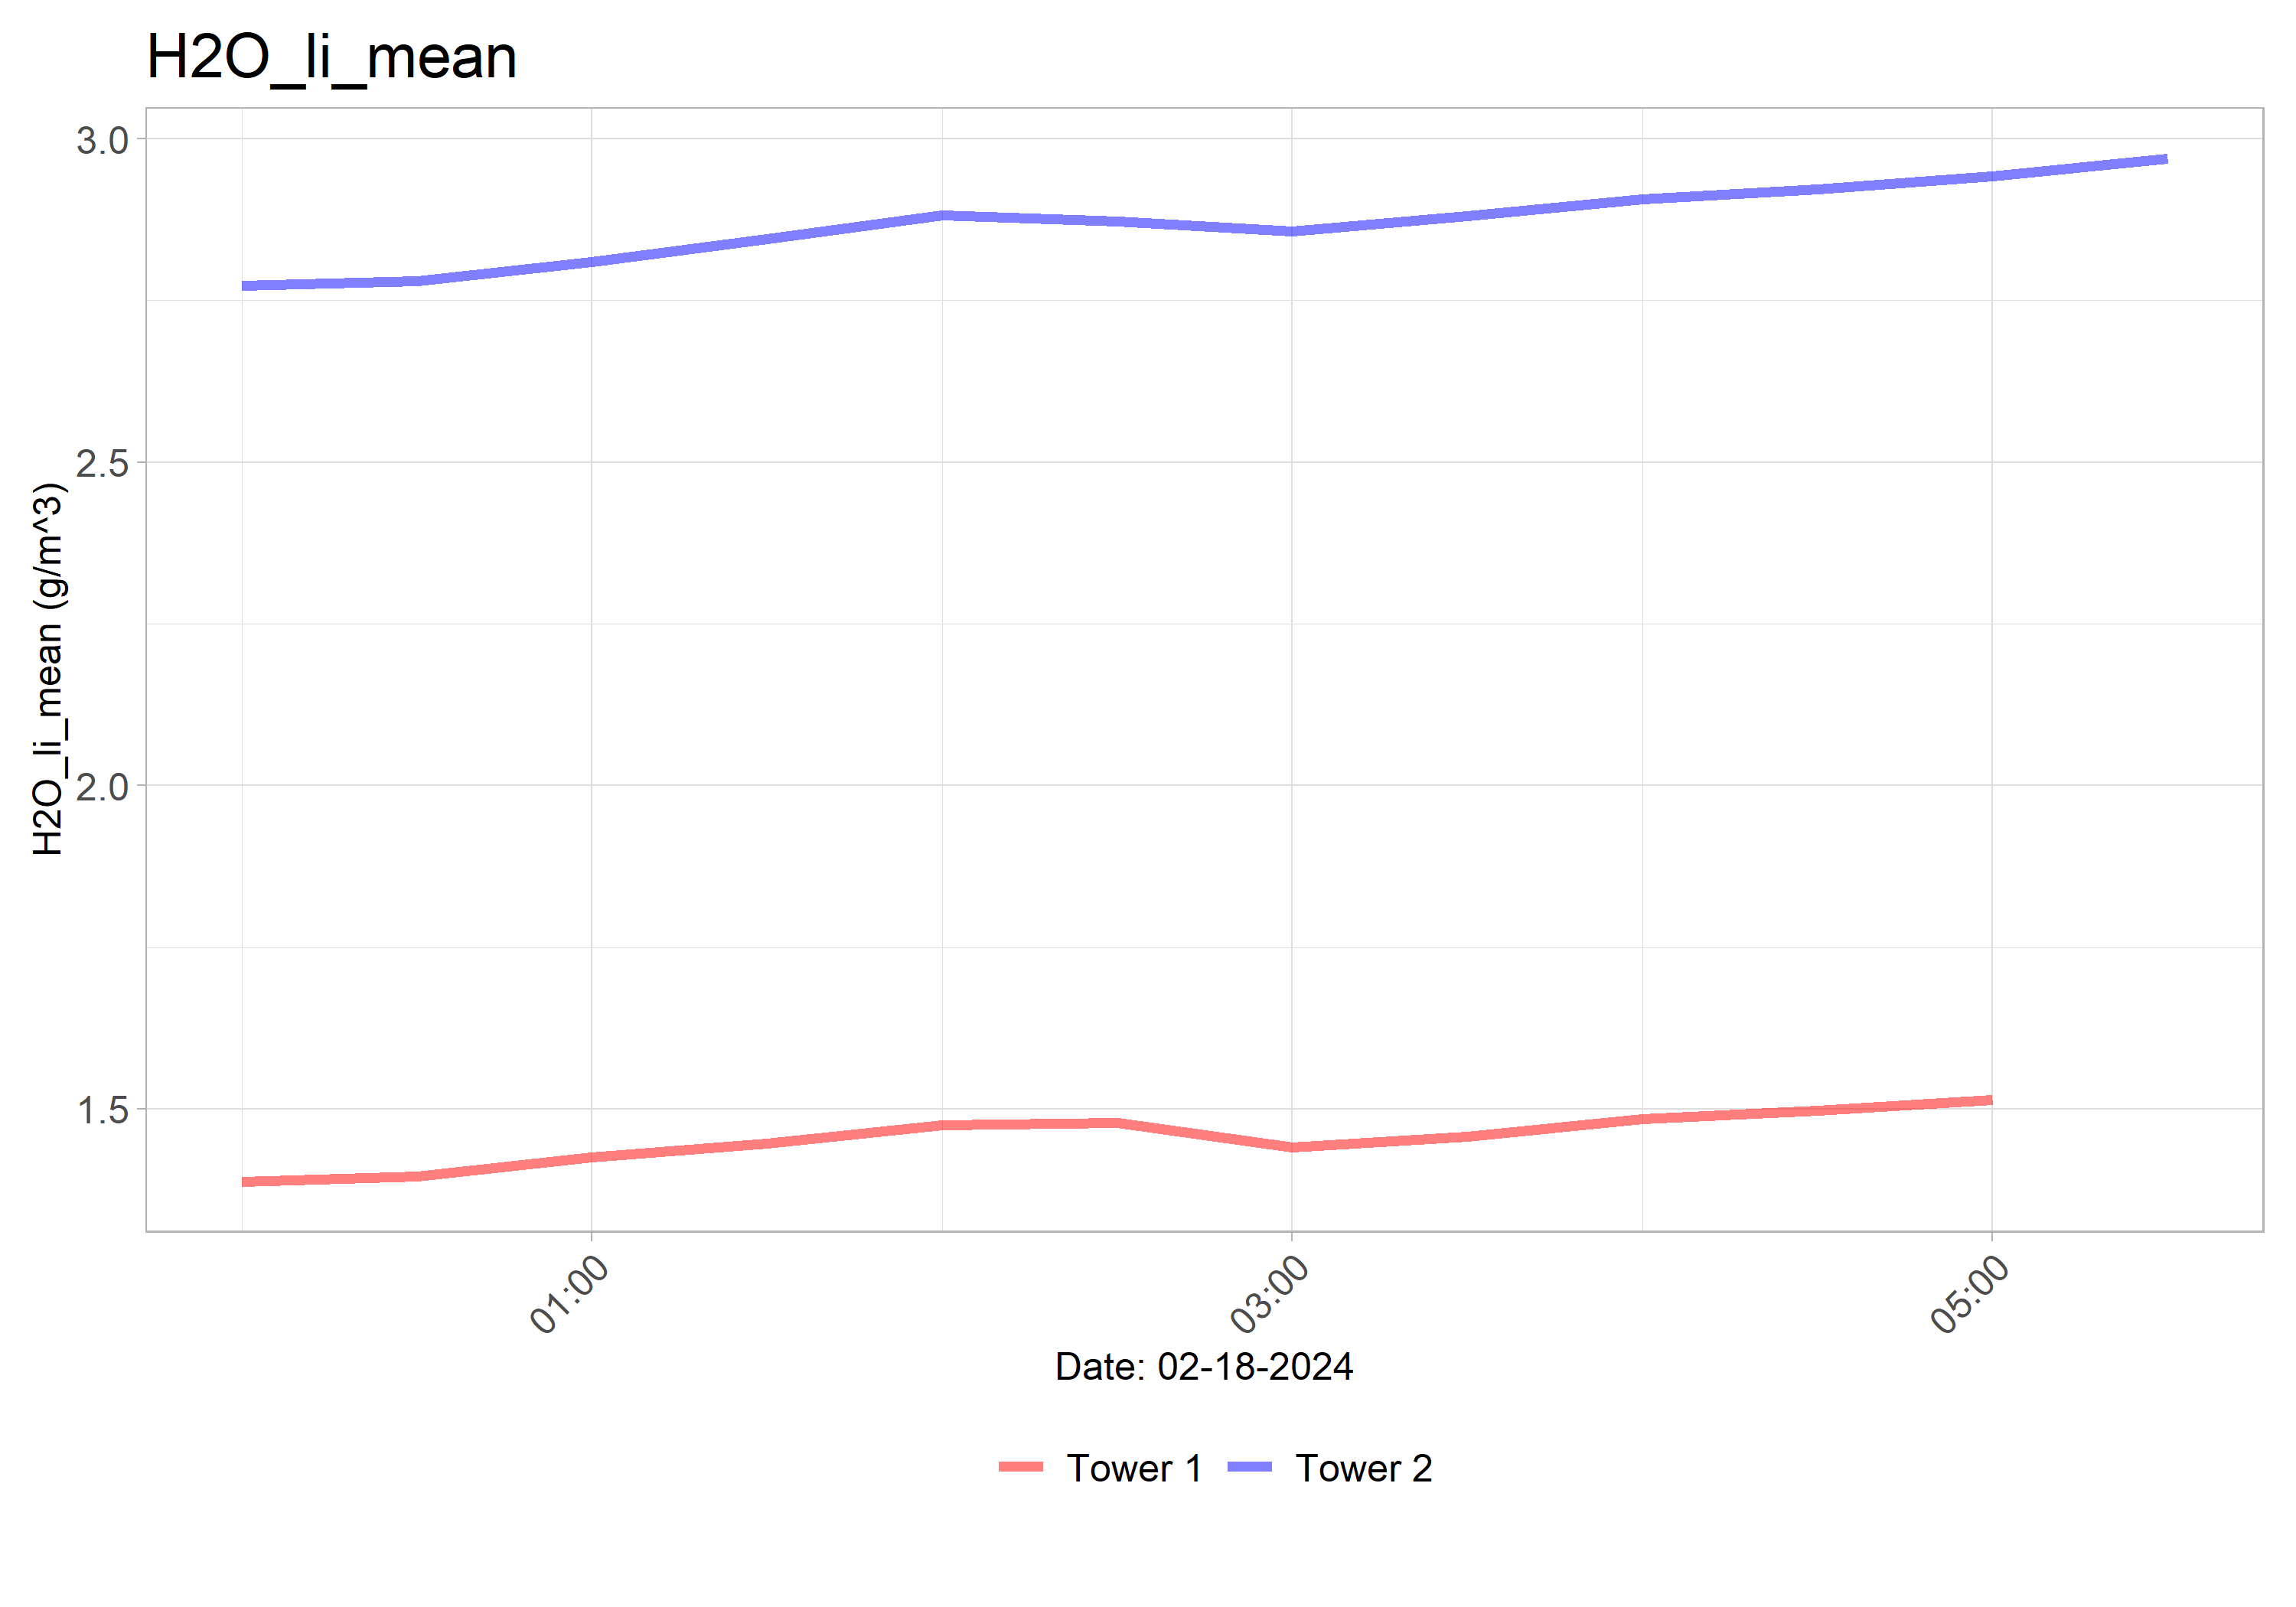 H2O_li_mean
3.0
2.5
2.0
1.5
H2O_li_mean (g/m^3)
01:00
03:00
05:00
Date: 02-18-2024
Tower 1
Tower 2